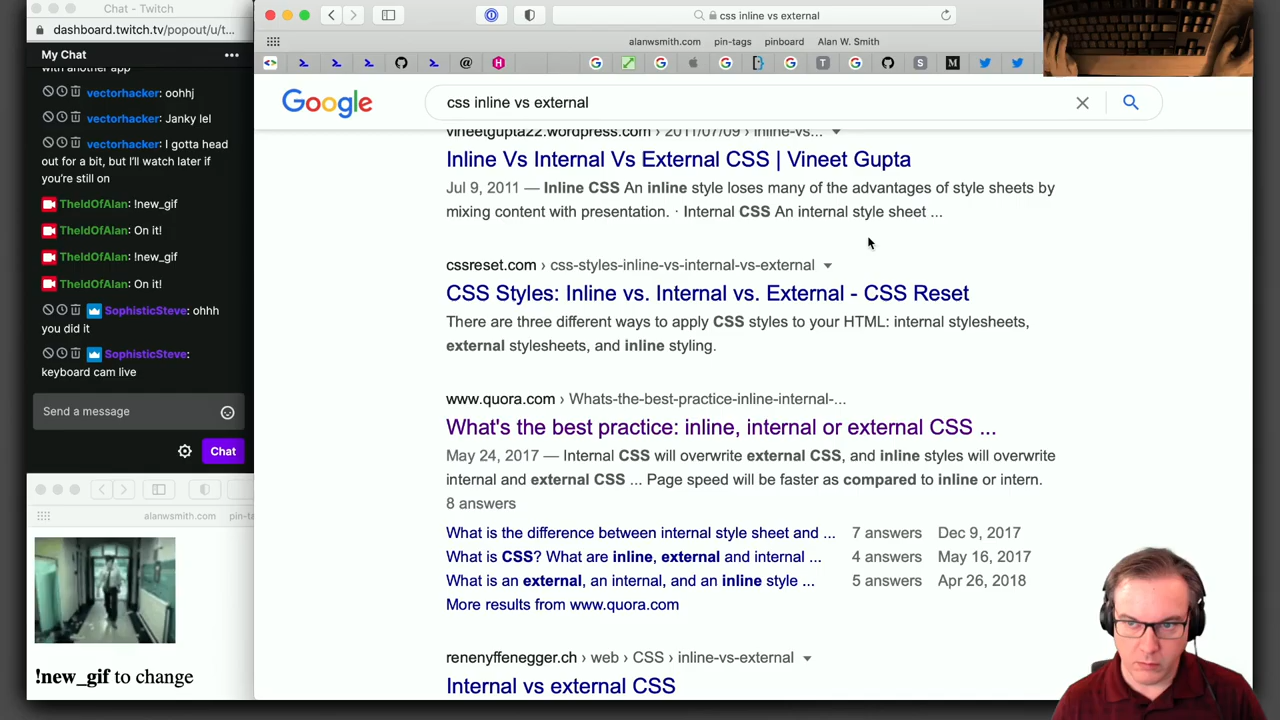 Chat - Twitch
dashboard.twitch.tv/popout/u/t...
My Chat
with another app
vectorhacker: oohhj
vectorhacker: Janky lel
vectorhacker: I gotta head
out for a bit, but I'll watch later if
you're still on
TheIdOfAlan: !new_gif
TheIdOfAlan: On it!
TheIdOfAlan: !new_gif
TheIdOfAlan: On it!
SophisticSteve: ohhh
you did it
SophisticSteve:
keyboard cam live
Send a message
Chat
alanwsmith.com pin-ta
!new_gif to change
css inline vs external
alanwsmith.com pin-tags pinboard Alan W. Smith
Google
css inline vs external
vineetgupta22.wordpress.com › 2011/07/09 › inline-vs...
Inline Vs Internal Vs External CSS | Vineet Gupta
Jul 9, 2011 — Inline CSS An inline style loses many of the advantages of style sheets by
mixing content with presentation. · Internal CSS An internal style sheet ...
cssreset.com › css-styles-inline-vs-internal-vs-external
CSS Styles: Inline vs. Internal vs. External - CSS Reset
There are three different ways to apply CSS styles to your HTML: internal stylesheets,
external stylesheets, and inline styling.
www.quora.com › Whats-the-best-practice-inline-internal-...
What's the best practice: inline, internal or external CSS ...
May 24, 2017 — Internal CSS will overwrite external CSS, and inline styles will overwrite
internal and external CSS ... Page speed will be faster as compared to inline or intern.
8 answers
What is the difference between internal style sheet and ... 7 answers Dec 9, 2017
What is CSS? What are inline, external and internal ... 4 answers May 16, 2017
What is an external, an internal, and an inline style ... 5 answers Apr 26, 2018
More results from www.quora.com
renenyffenegger.ch › web › CSS › inline-vs-external
Internal vs external CSS